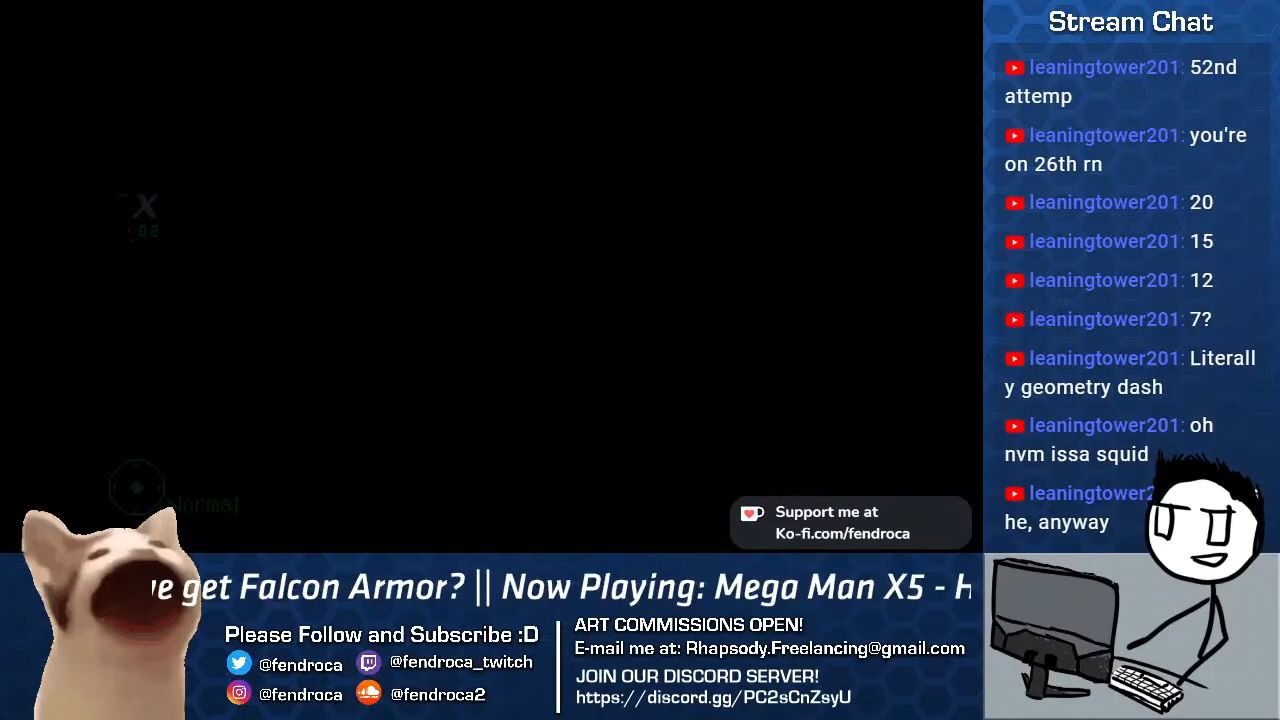 Stream Chat
leaningtower201: 52nd
attemp
leaningtower201: you're
on 26th rn
leaningtower201: 20
leaningtower201: 15
leaningtower201: 12
leaningtower201: 7?
leaningtower201: Literall
y geometry dash
leaningtower201: oh
nvm issa squid
he, anyway
X
02
Normal
Support me at
Ko-fi.com/fendroca
get Falcon Armor? || Now Playing: Mega Man X5 - H
Please Follow and Subscribe :D
@fendroca @fendroca_twitch
@fendroca @fendroca2
ART COMMISSIONS OPEN!
E-mail me at: Rhapsody.Freelancing@gmail.com
JOIN OUR DISCORD SERVER!
https://discord.gg/PC2sCnZsyU